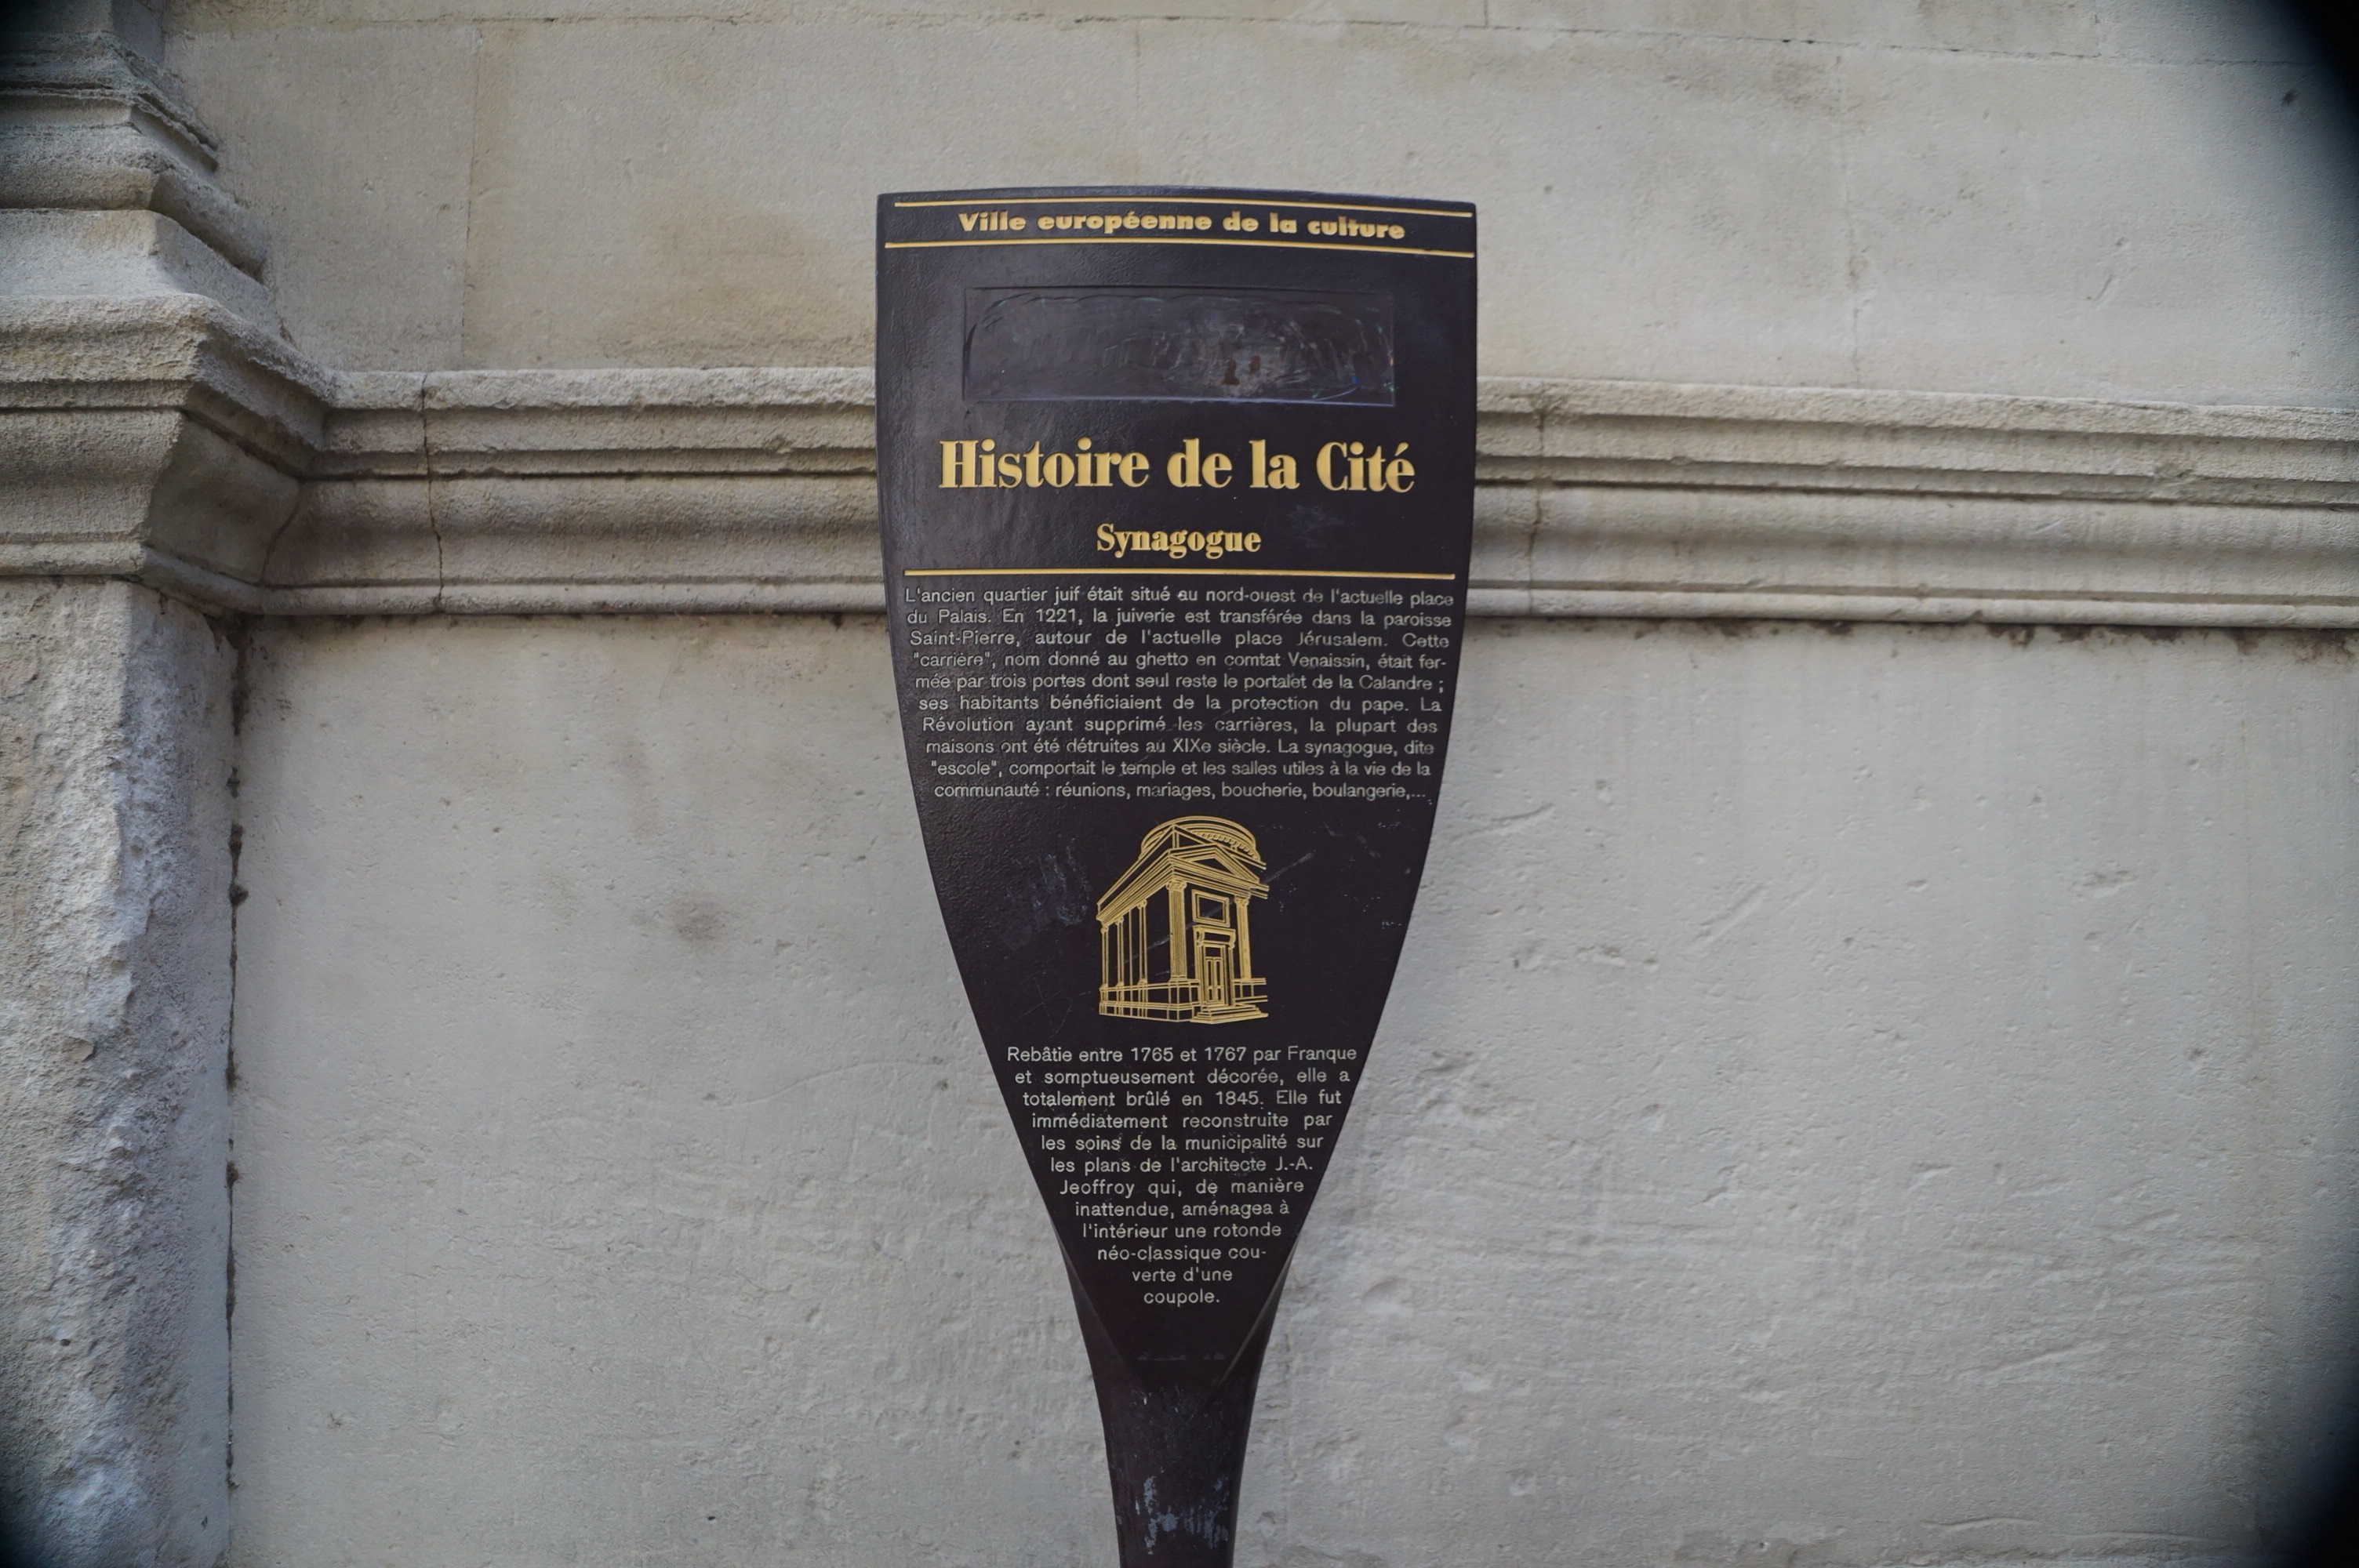 Ville européenne de la culture
Histoire de la Cité
Synagogue
L'ancien quartier juif était situé au nord-ouest de l'actuelle place
du Palais. En 1221, la juiverie est transférée dans la paroisse
Saint-Pierre, autour de l'actuelle place Jérusalem. Cette
"carrière", nom donné au ghetto en comtat Venaissin, était fer-
mée par trois portes dont seul reste le portalet de la Calandre ;
ses habitants bénéficiaient de la protection du pape. La
Révolution ayant supprimé les carrières, la plupart des
maisons ont été détruites au XIXe siècle. La synagogue, dite
"escole", comportait le temple et les salles utiles à la vie de la
communauté : réunions, mariages, boucherie, boulangerie,...
Rebâtie entre 1765 et 1767 par Franque
et somptueusement décorée, elle a
totalement brûlé en 1845. Elle fut
immédiatement reconstruite par
les soins de la municipalité sur
les plans de l'architecte J.-A.
Jeoffroy qui, de manière
inattendue, aménagea à
l'intérieur une rotonde
néo-classique cou-
verte d'une
coupole.